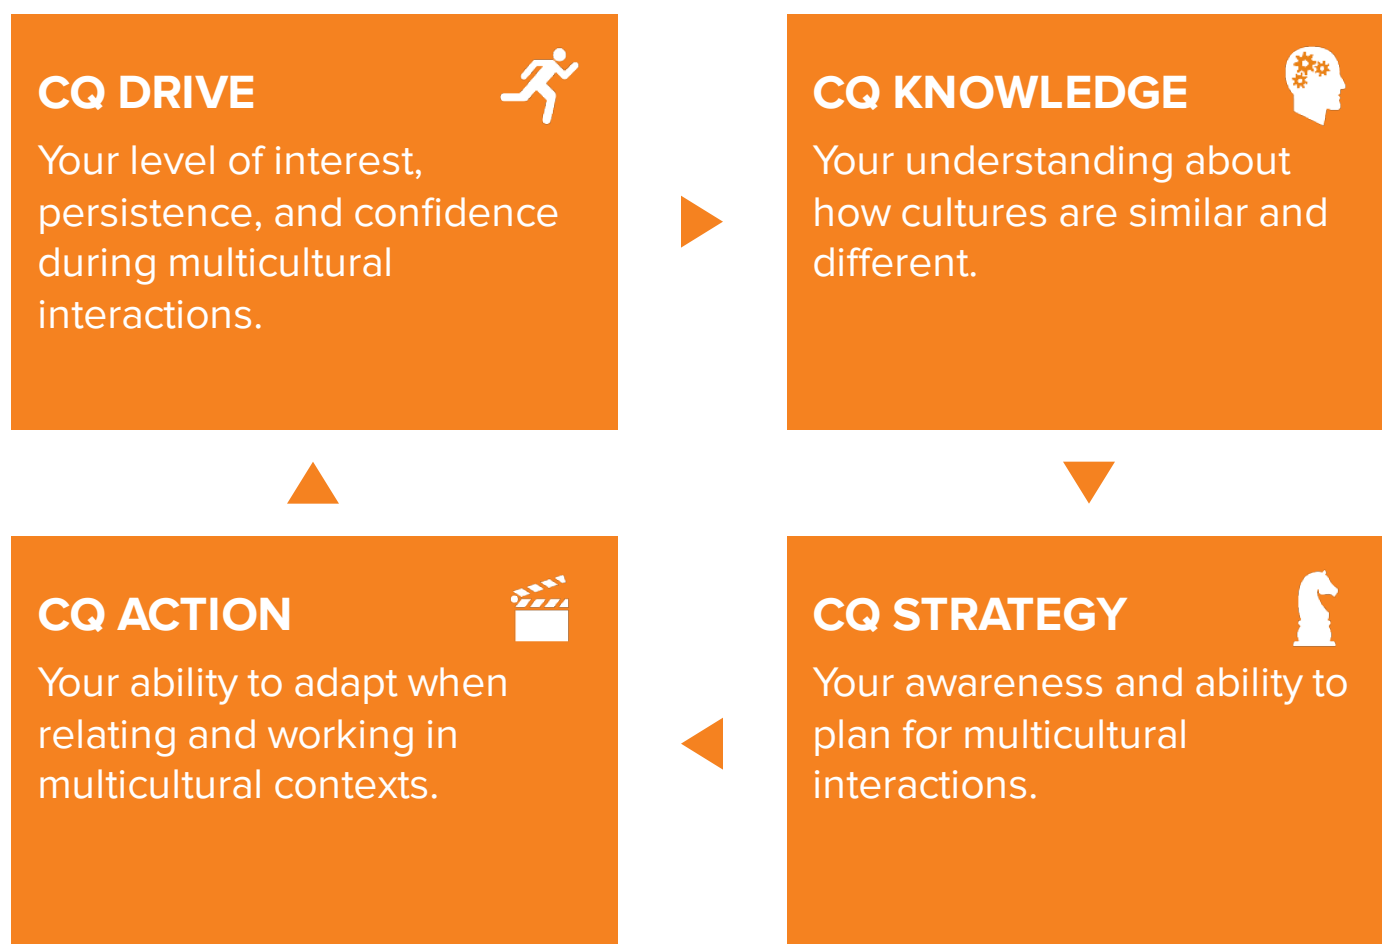 CQ DRIVE
Your level of interest,
persistence, and confidence
during multicultural
interactions.
CQ KNOWLEDGE
Your understanding about
how cultures are similar and
different.
CQ STRATEGY
Your awareness and ability to
plan for multicultural
interactions.
CQ ACTION
Your ability to adapt when
relating and working in
multicultural contexts.